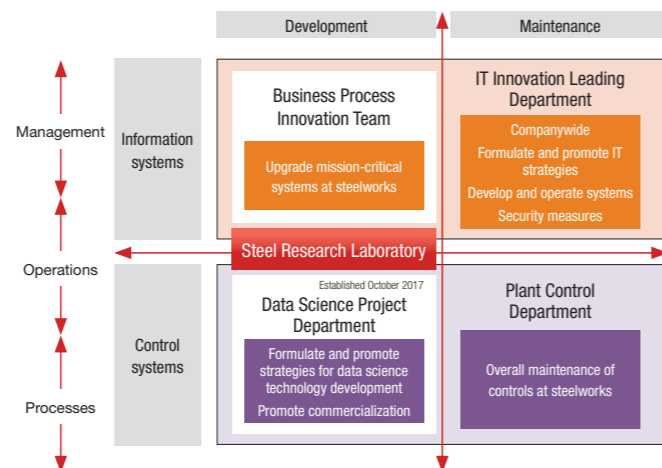 Development
Maintenance
Management
Operations
Processes
Information
systems
Control
systems
Business Process
Innovation Team
Upgrade mission-critical
systems at steelworks
IT Innovation Leading
Department
Companywide
Formulate and promote IT
strategies
Develop and operate systems
Security measures
Steel Research Laboratory
Established October 2017
Data Science Project
Department
Formulate and promote
strategies for data science
technology development
Promote commercialization
Plant Control
Department
Overall maintenance of
controls at steelworks